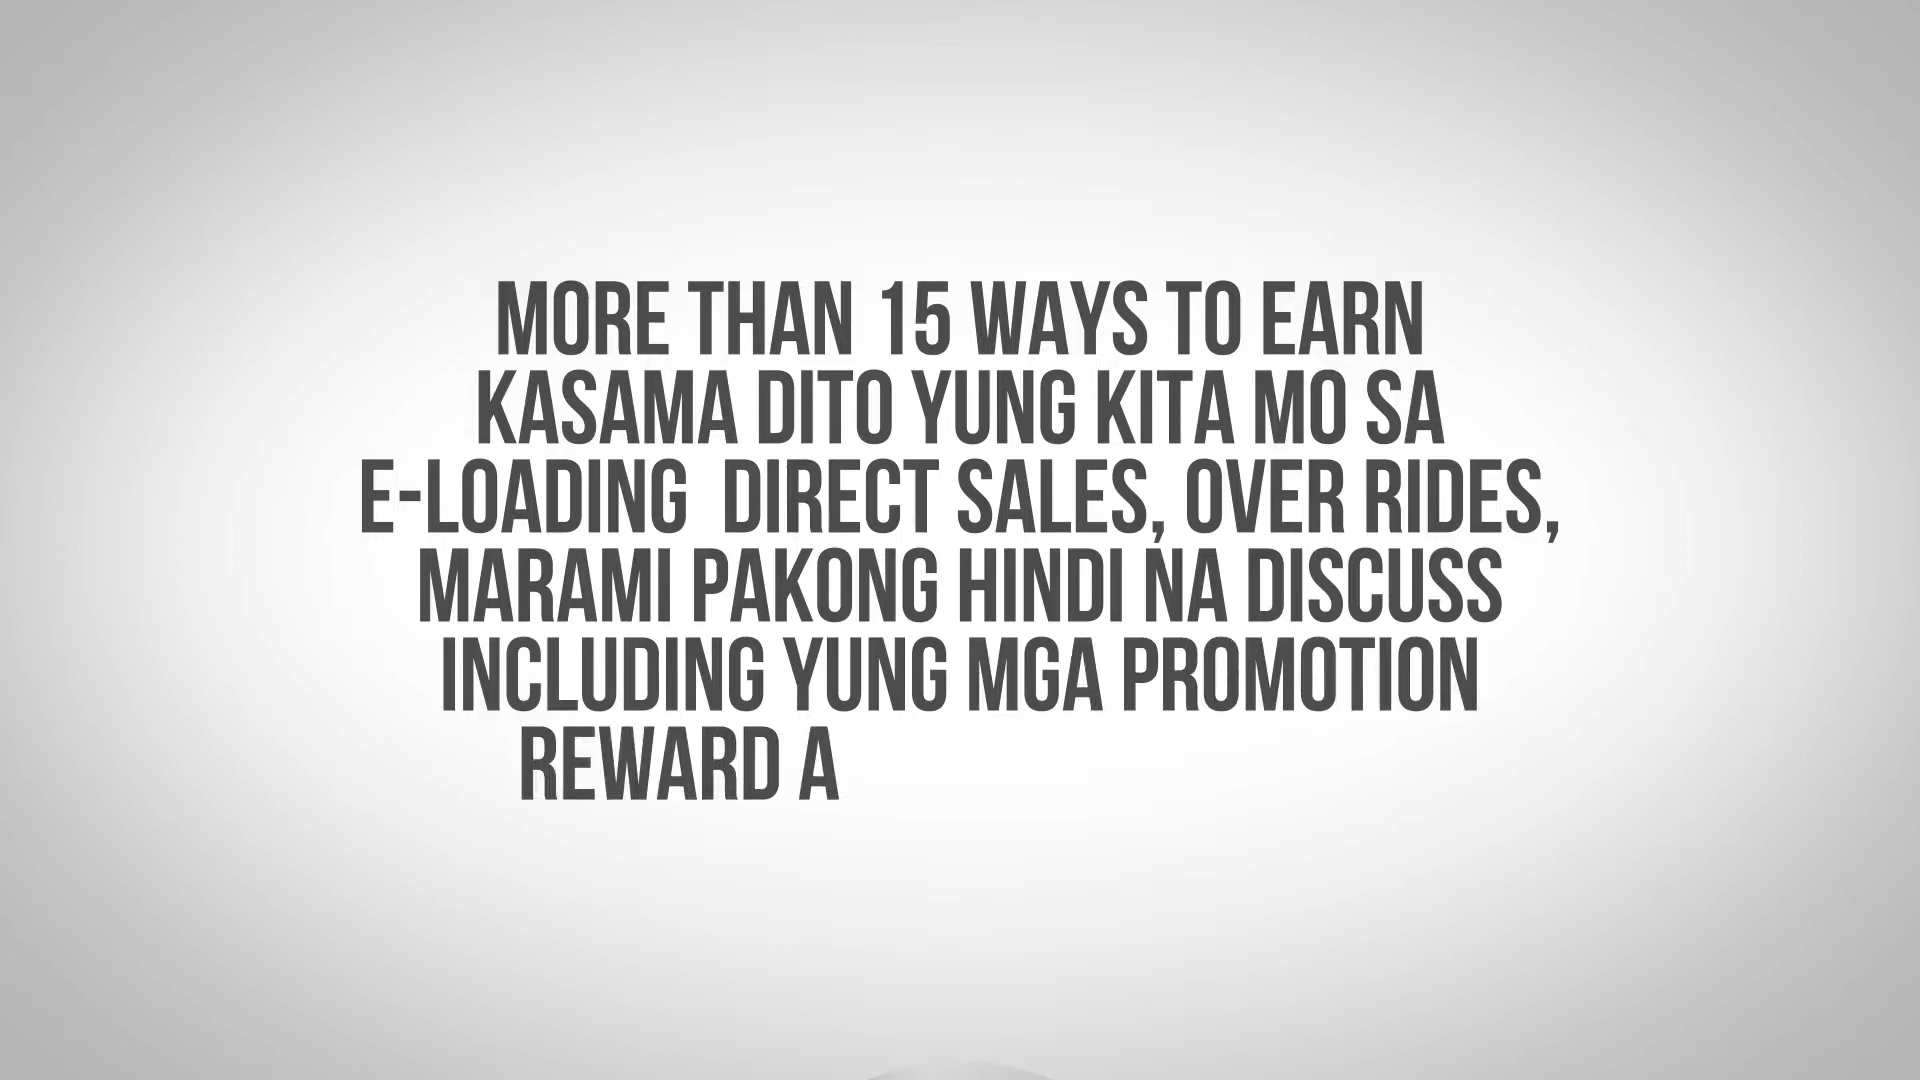 MORE THAN 15 WAYS TO EARN
KASAMA DITO YUNG KITA MO SA
E-LOADING  DIRECT SALES, OVER RIDES,
MARAMI PAKONG HINDI NA DISCUSS
INCLUDING YUNG MGA PROMOTION
REWARD A